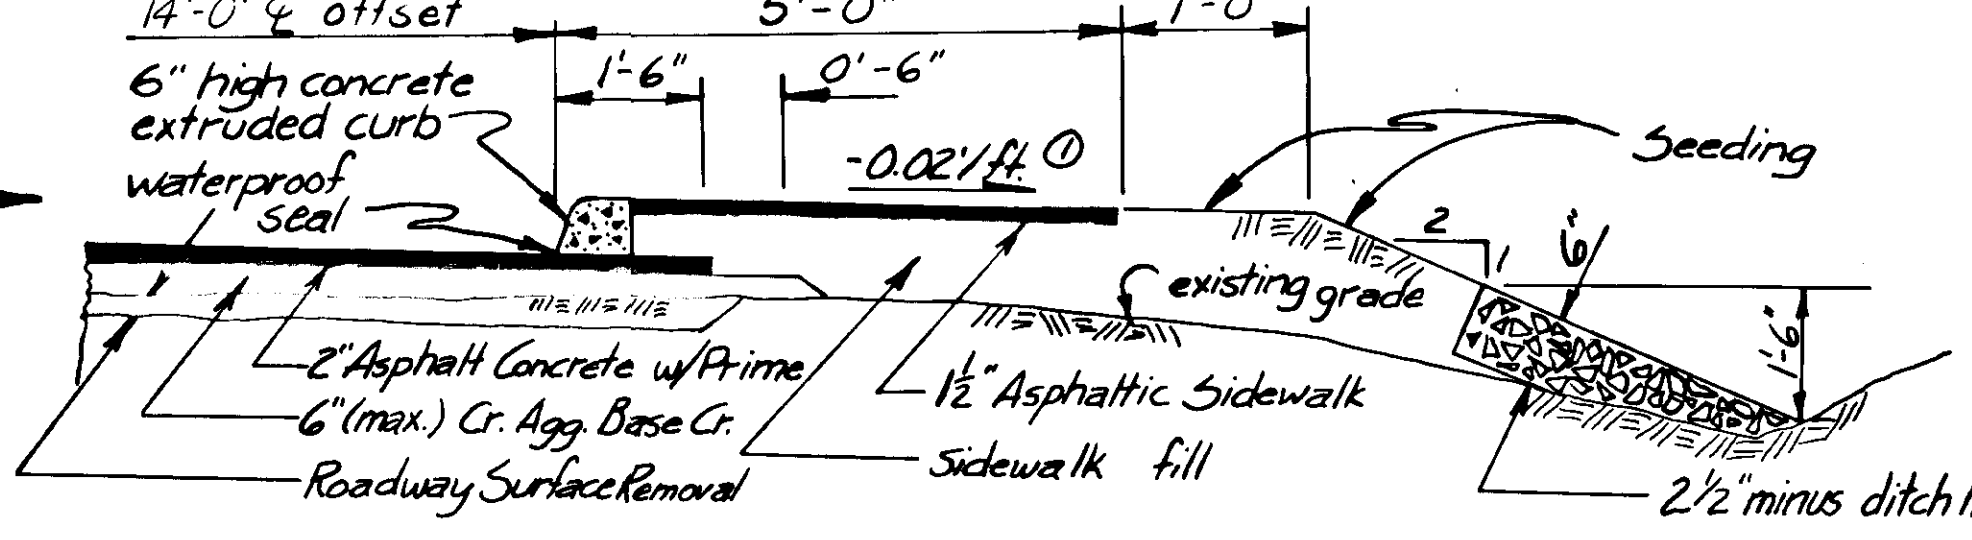 14'-0" ℄ offset
5'-0"
1'-0
1'-6"
0'-6"
6" high concrete
extruded curb
waterproof
seal
-0.02'/ft. ①
Seeding
2
1
6"
existing grade
1'-6"
2" Asphalt Concrete w/Prime
6" (max.) Cr. Agg. Base Cr.
Roadway Surface Removal
1½" Asphaltic Sidewalk
Sidewalk fill
2½" minus ditch